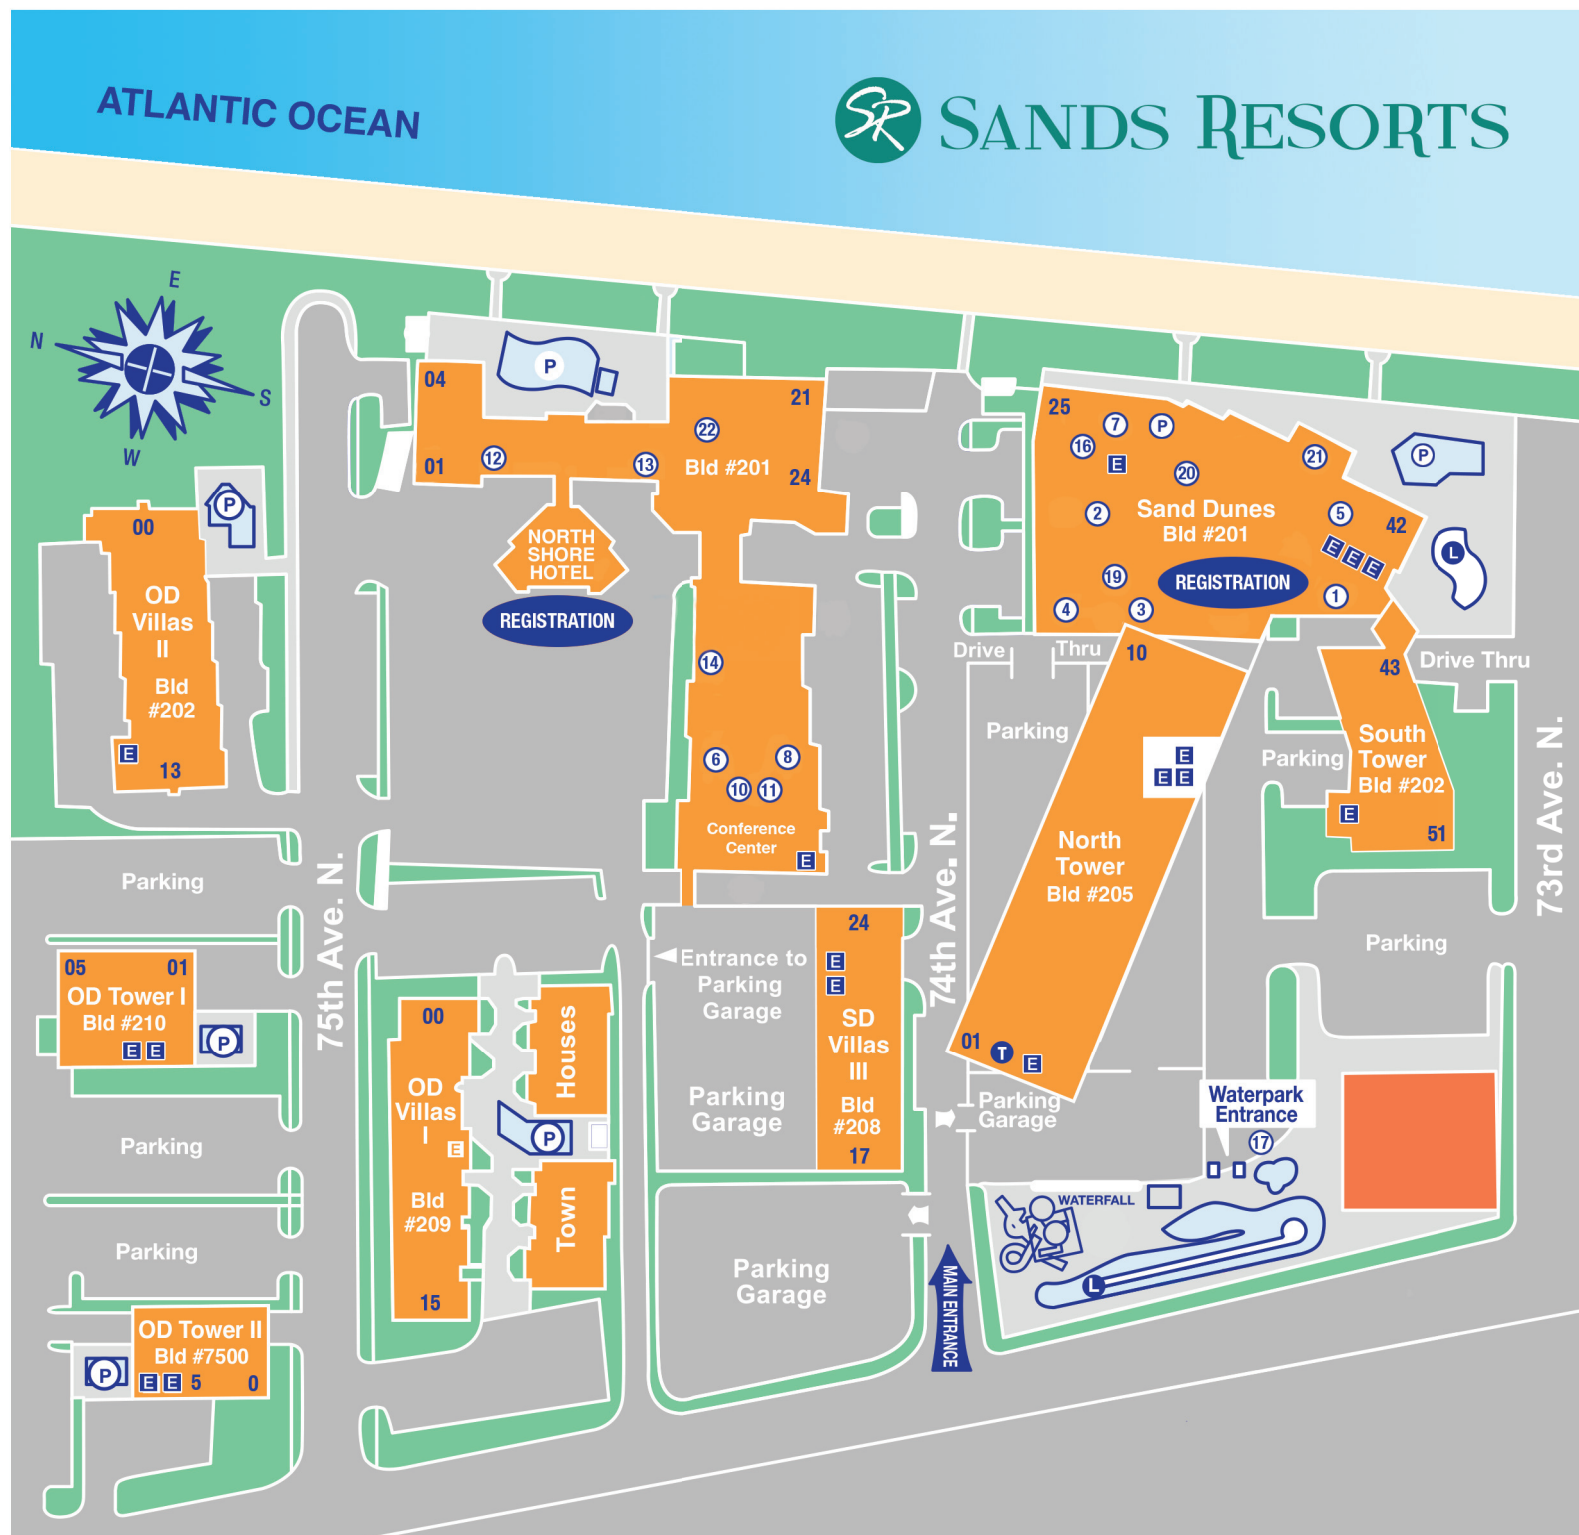 ATLANTIC OCEAN
SR SANDS RESORTS
E
N
S
W
P
04
01
12
13
22
21
Bld #201
24
NORTH
SHORE
HOTEL
REGISTRATION
25
7
P
16
E
20
21
2
Sand Dunes
Bld #201
5
42
E E E
19
REGISTRATION
1
4
3
P
L
P
00
OD
Villas
II
Bld
#202
E
13
14
6
8
10
11
Conference
Center
E
Drive
Thru
10
Parking
E
E E
North
Tower
Bld #205
01
T
E
43
Drive Thru
South
Tower
Bld #202
E
51
Parking
Parking
73rd Ave. N.
74th Ave. N.
75th Ave. N.
Parking
05
01
OD Tower I
Bld #210
E E
P
Parking
Parking
OD Tower II
Bld #7500
E E 5 0
P
00
OD
Villas
I
E
Bld
#209
15
Houses
P
Town
Entrance to
Parking
Garage
Parking
Garage
24
E
E
SD
Villas
III
Bld
#208
17
Parking
Garage
MAIN ENTRANCE
Parking
Garage
Waterpark
Entrance
17
WATERFALL
L